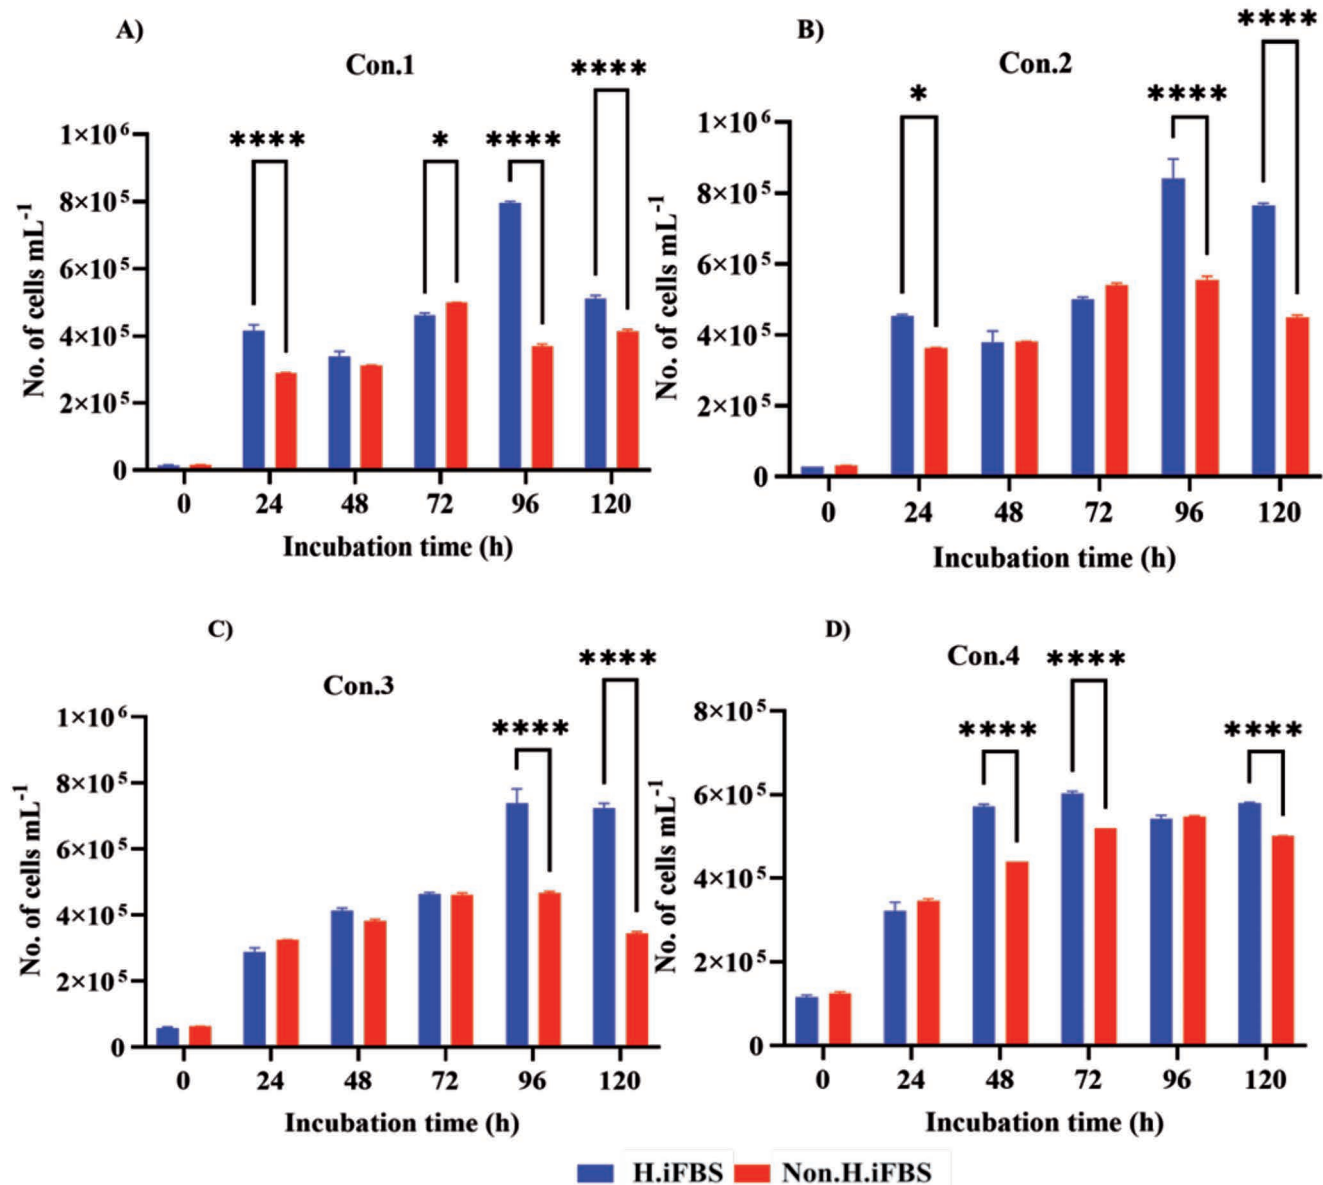 A)
Con.1
****
*
****
****
No. of cells mL⁻¹
1×10⁶
8×10⁵
6×10⁵
4×10⁵
2×10⁵
0
0 24 48 72 96 120
Incubation time (h)
B)
Con.2
*
****
****
No. of cells mL⁻¹
1×10⁶
8×10⁵
6×10⁵
4×10⁵
2×10⁵
0
0 24 48 72 96 120
Incubation time (h)
C)
Con.3
****
****
No. of cells mL⁻¹
1×10⁶
8×10⁵
6×10⁵
4×10⁵
2×10⁵
0
0 24 48 72 96 120
Incubation time (h)
D)
Con.4
****
****
****
No. of cells mL⁻¹
8×10⁵
6×10⁵
4×10⁵
2×10⁵
0
0 24 48 72 96 120
Incubation time (h)
H.iFBS Non.H.iFBS